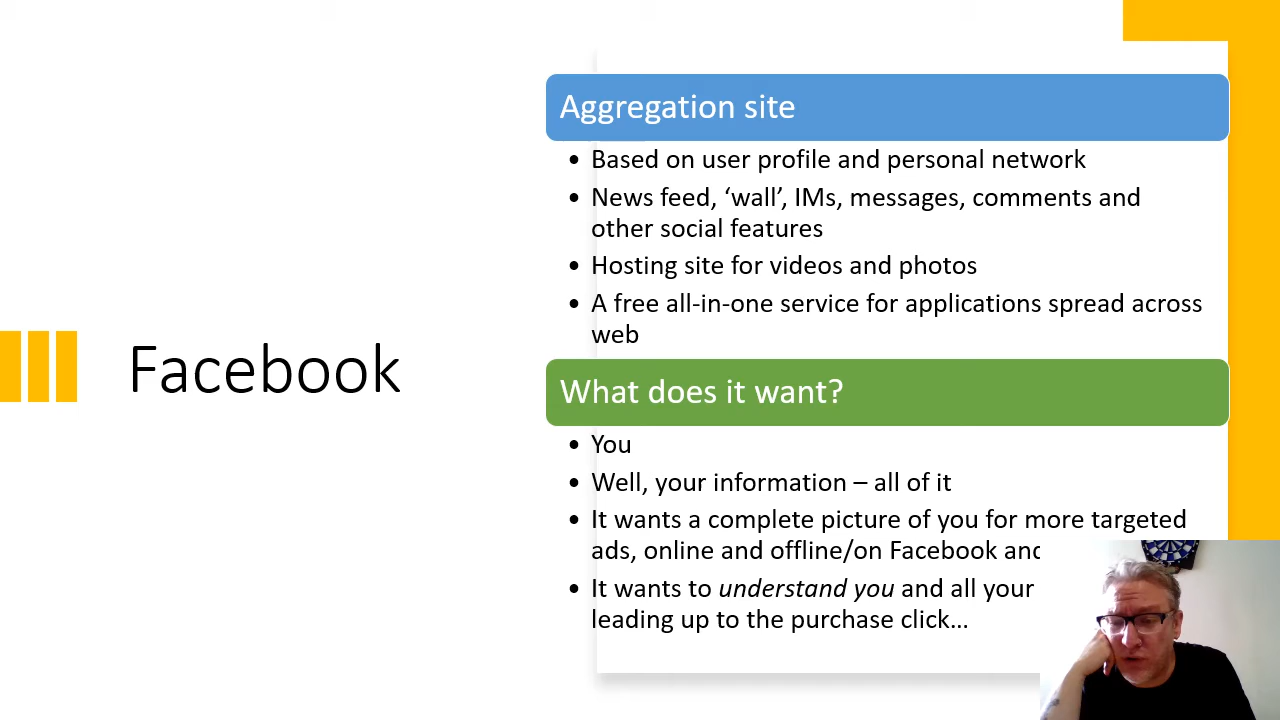 Facebook
Aggregation site
• Based on user profile and personal network
• News feed, ‘wall’, IMs, messages, comments and
other social features
• Hosting site for videos and photos
• A free all-in-one service for applications spread across
web
What does it want?
• You
• Well, your information – all of it
• It wants a complete picture of you for more targeted
ads, online and offline/on Facebook and
• It wants to understand you and all your
leading up to the purchase click…